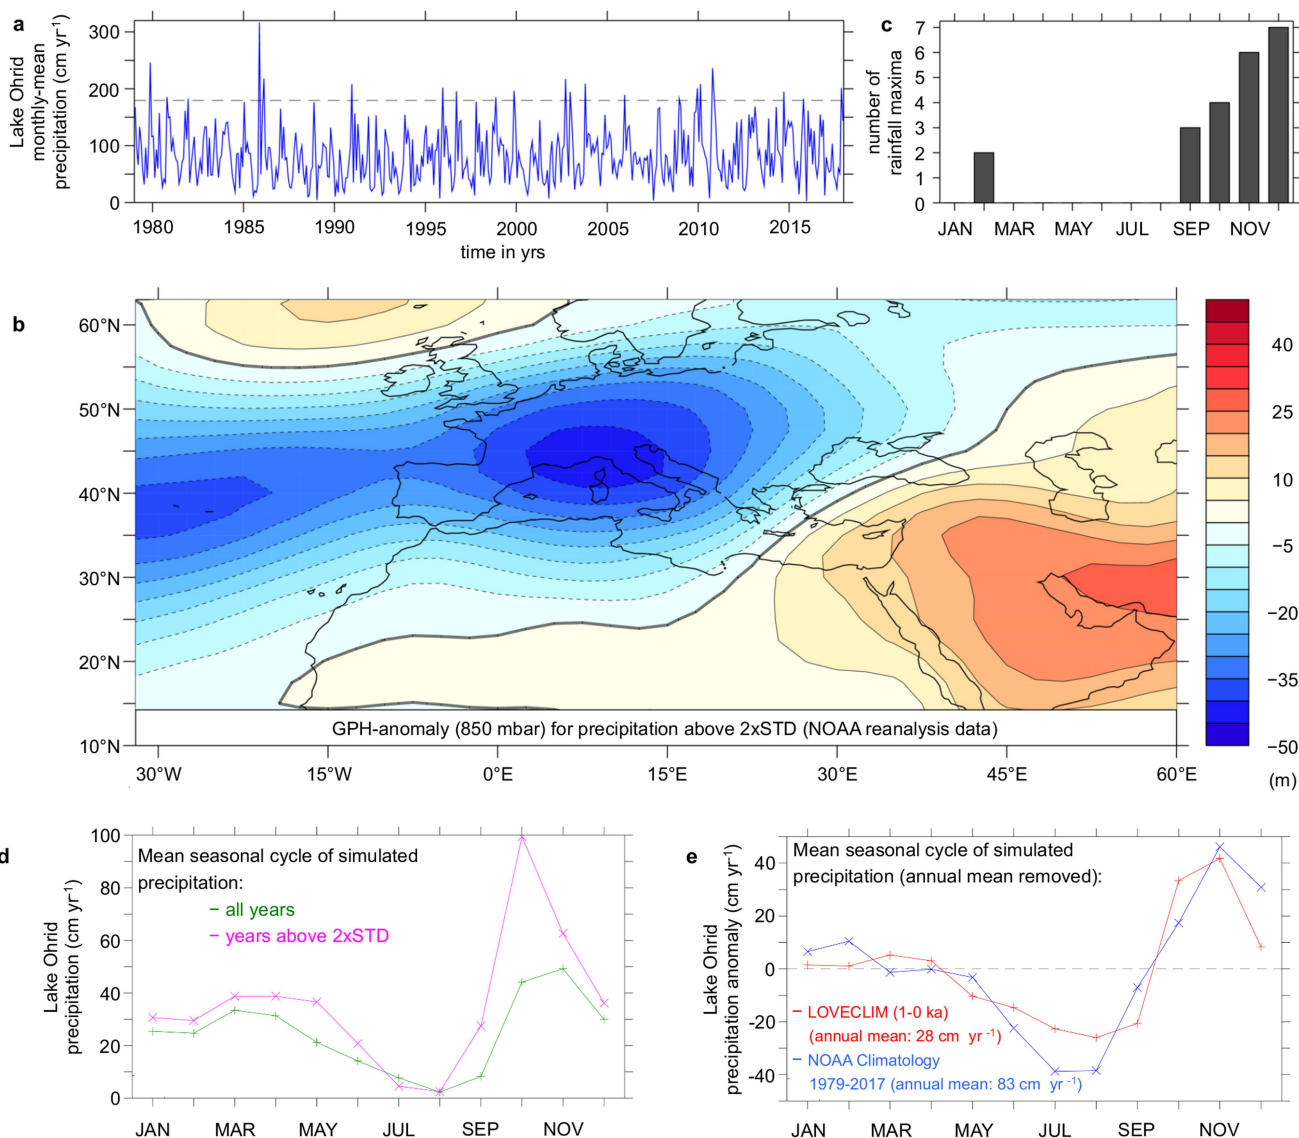 a
Lake Ohrid
monthly-mean
precipitation (cm yr⁻¹)
300
200
100
0
1980 1985 1990 1995 2000 2005 2010 2015
time in yrs
c
number of
rainfall maxima
7
6
5
4
3
2
1
0
JAN MAR MAY JUL SEP NOV
b
60°N
50°N
40°N
30°N
20°N
10°N
GPH-anomaly (850 mbar) for precipitation above 2xSTD (NOAA reanalysis data)
30°W 15°W 0°E 15°E 30°E 45°E 60°E
40
25
10
−5
−20
−35
−50
(m)
d
Lake Ohrid
precipitation (cm yr⁻¹)
100
80
60
40
20
0
Mean seasonal cycle of simulated
precipitation:
− all years
− years above 2xSTD
JAN MAR MAY JUL SEP NOV
e
Lake Ohrid
precipitation anomaly (cm yr⁻¹)
40
20
0
-20
-40
Mean seasonal cycle of simulated
precipitation (annual mean removed):
− LOVECLIM (1-0 ka)
(annual mean: 28 cm yr ⁻¹)
− NOAA Climatology
1979-2017 (annual mean: 83 cm yr ⁻¹)
JAN MAR MAY JUL SEP NOV